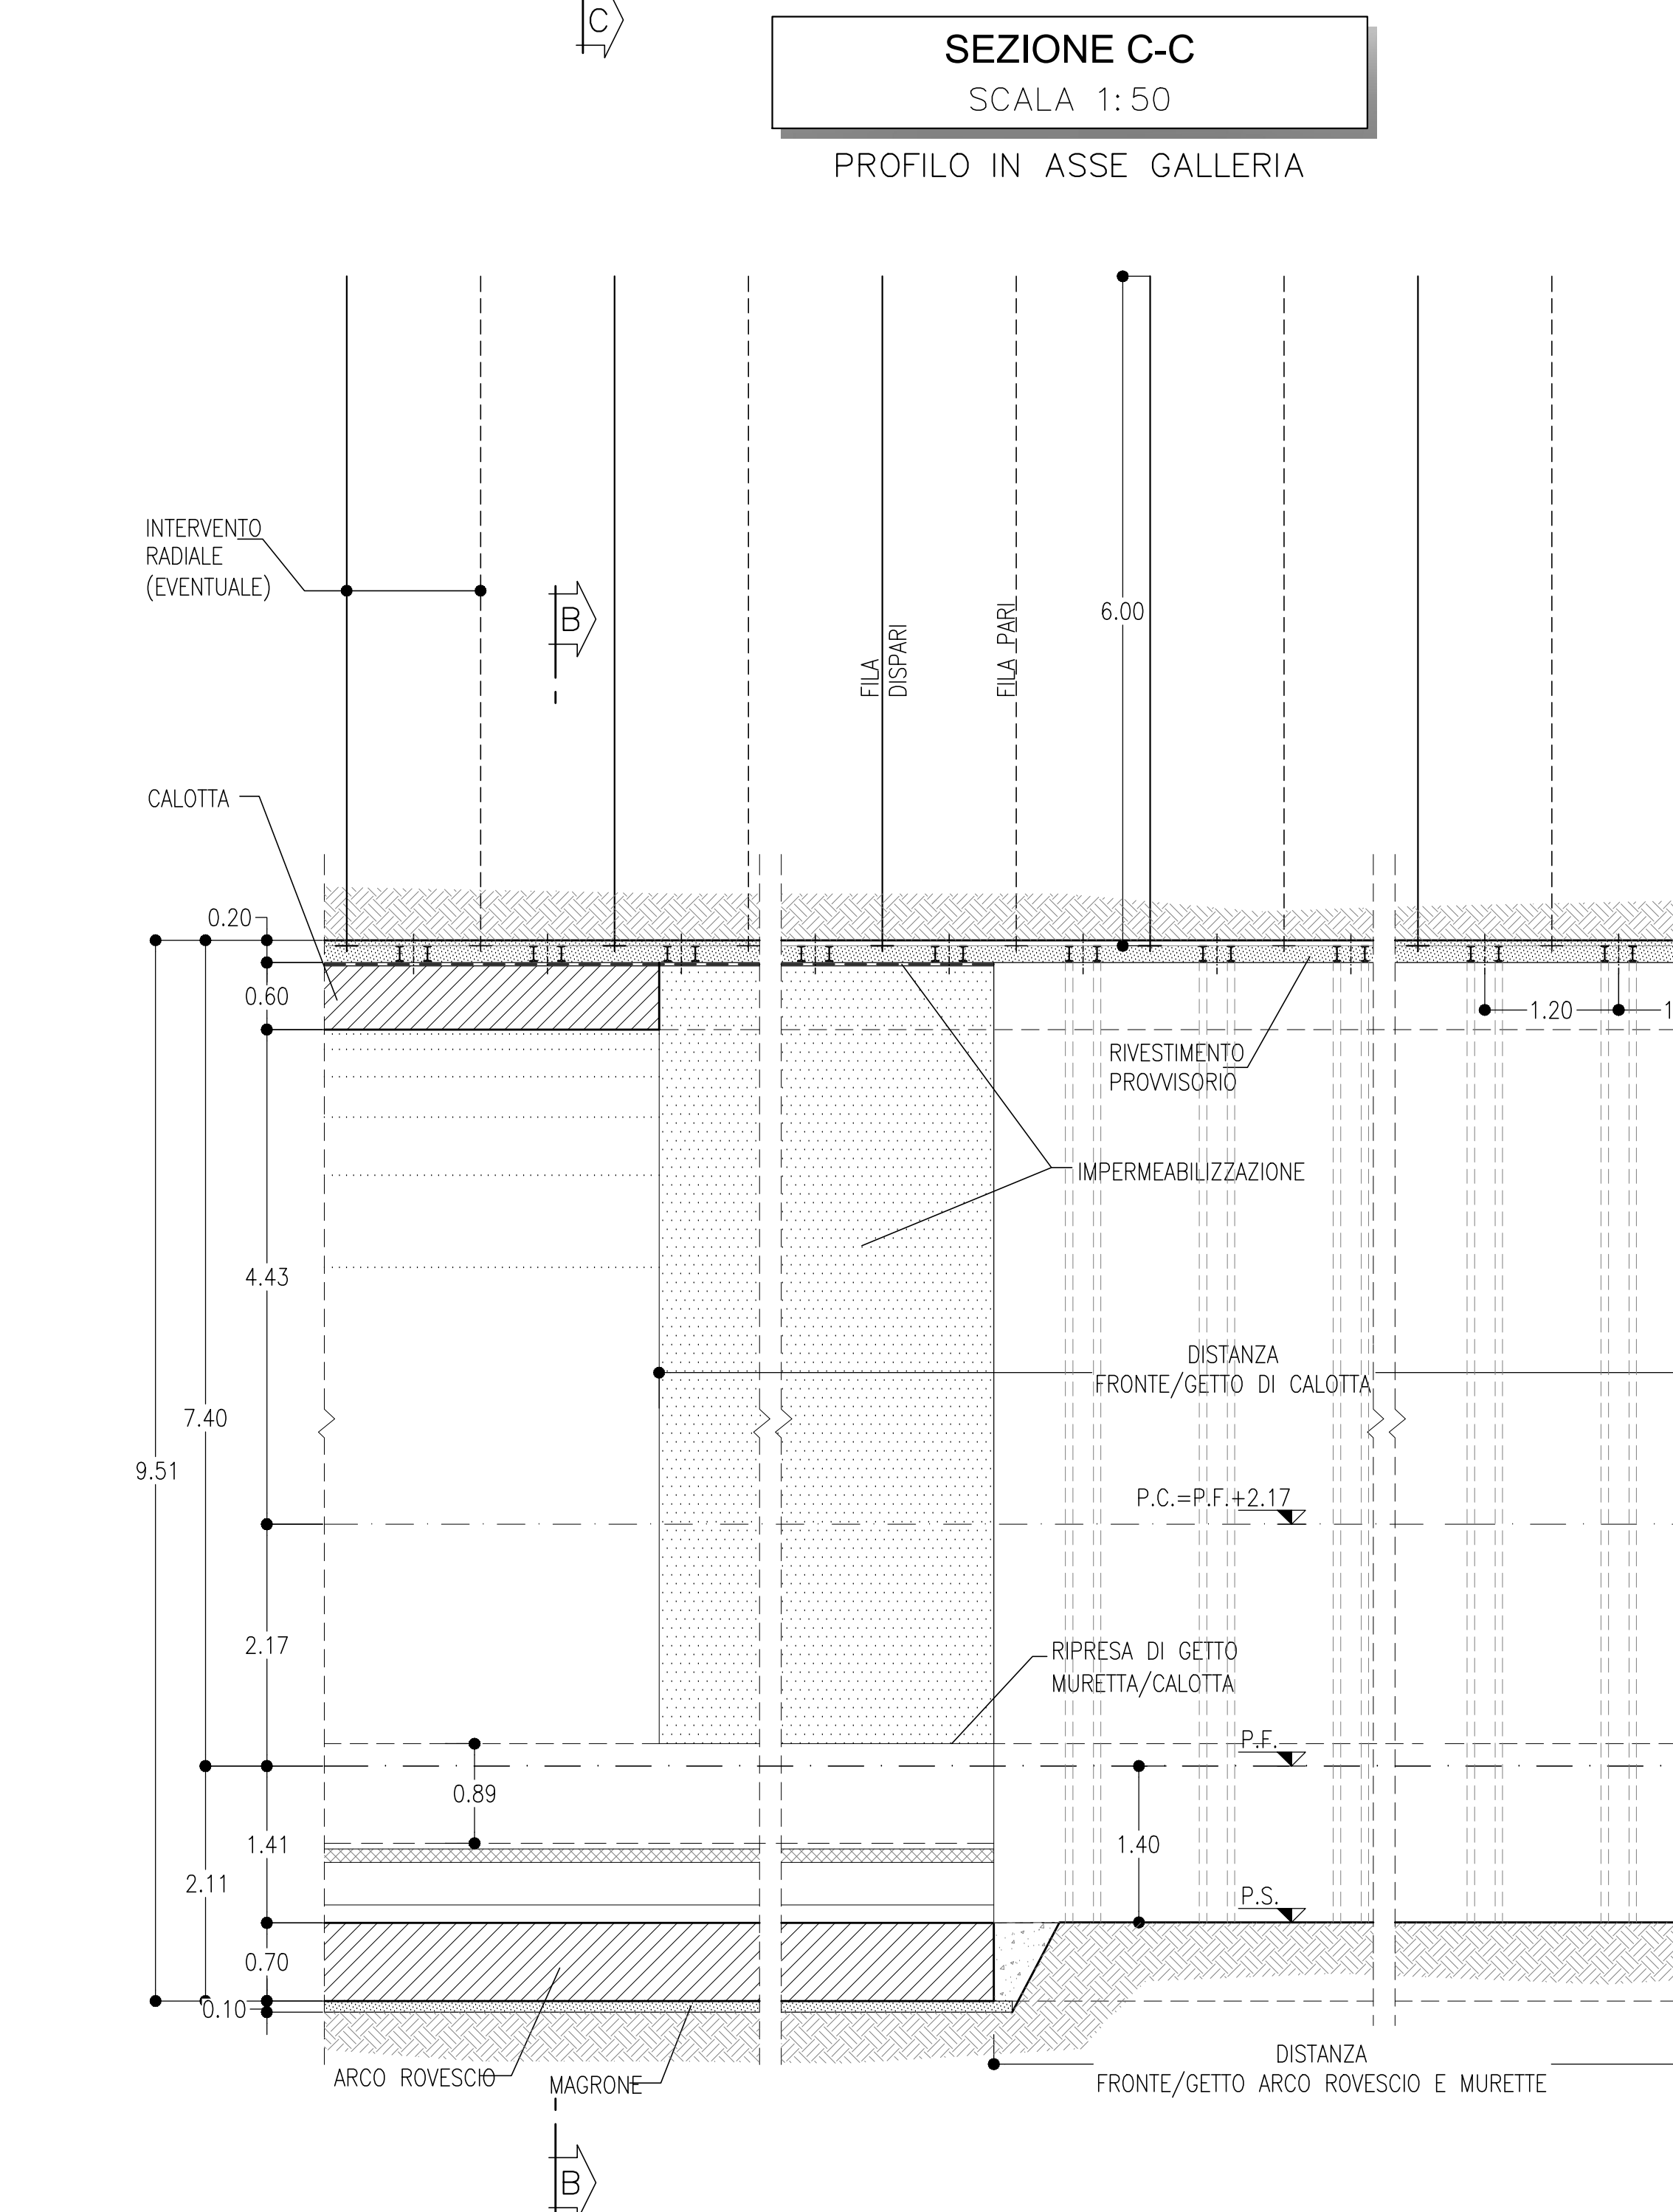 C
SEZIONE C-C
SCALA 1:50
PROFILO IN ASSE GALLERIA
INTERVENTO
RADIALE
(EVENTUALE)
B
FILA
DISPARI
FILA PARI
6.00
CALOTTA
0.20
0.60
1.20
1
RIVESTIMENTO
PROVVISORIO
IMPERMEABILIZZAZIONE
4.43
DISTANZA
FRONTE/GETTO DI CALOTTA
7.40
9.51
P.C.=P.F.+2.17
2.17
RIPRESA DI GETTO
MURETTA/CALOTTA
P.F.
0.89
1.41
1.40
2.11
P.S.
0.70
0.10
ARCO ROVESCIO
MAGRONE
DISTANZA
FRONTE/GETTO ARCO ROVESCIO E MURETTE
B